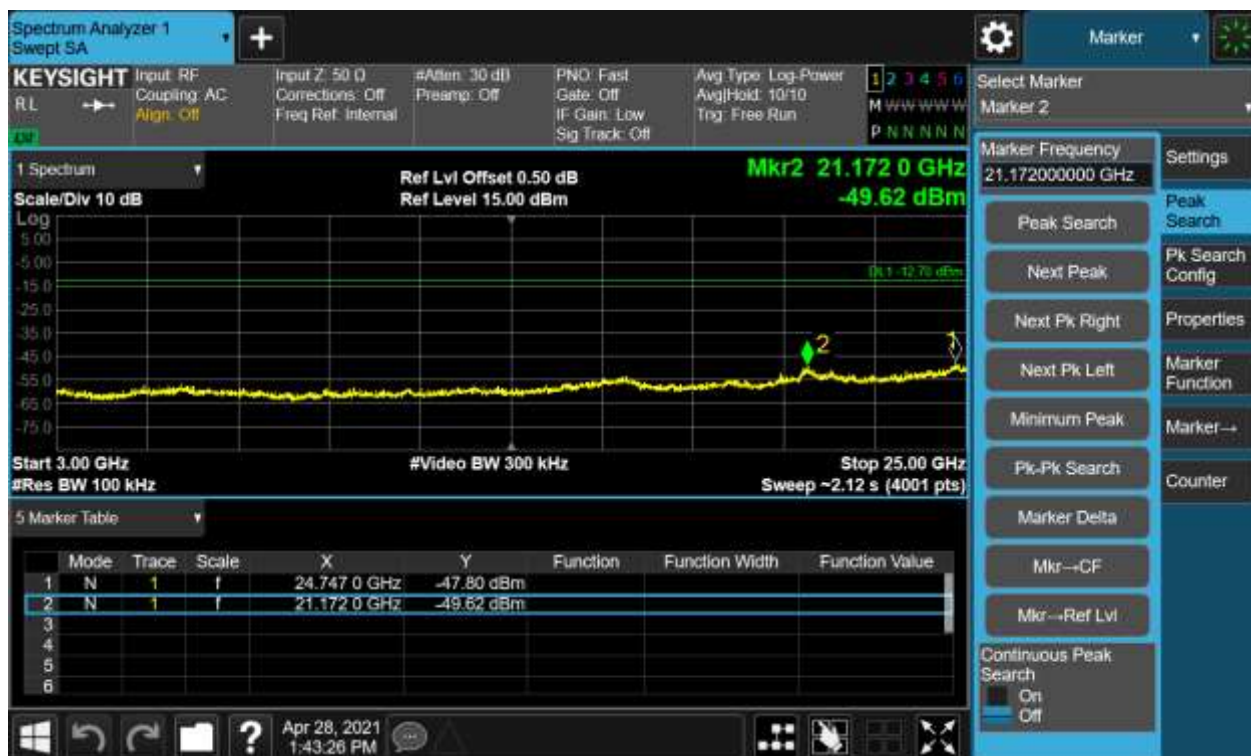 Spectrum Analyzer 1
Swept SA
+
Marker
KEYSIGHT
RL
Input: RF
Coupling: AC
Align: Off
Input Z: 50 Ω
Corrections: Off
Freq Ref: Internal
#Atten: 30 dB
Preamp: Off
PNO: Fast
Gate: Off
IF Gain: Low
Sig Track: Off
Avg Type: Log-Power
Avg|Hold: 10/10
Trig: Free Run
1 2 3 4 5 6
M W W W W W
P N N N N N
Select Marker
Marker 2
1 Spectrum
Scale/Div 10 dB
Ref Lvl Offset 0.50 dB
Ref Level 15.00 dBm
Mkr2 21.172 0 GHz
-49.62 dBm
Log
5.00
-5.00
-15.0
-25.0
-35.0
-45.0
-55.0
-65.0
-75.0
DL1 -12.70 dBm
2
1
Start 3.00 GHz
#Res BW 100 kHz
#Video BW 300 kHz
Stop 25.00 GHz
Sweep ~2.12 s (4001 pts)
5 Marker Table
Mode Trace Scale X Y Function Function Width Function Value
1 N 1 f 24.747 0 GHz -47.80 dBm
2 N 1 f 21.172 0 GHz -49.62 dBm
3
4
5
6
Marker Frequency
21.172000000 GHz
Peak Search
Next Peak
Next Pk Right
Next Pk Left
Minimum Peak
Pk-Pk Search
Marker Delta
Mkr→CF
Mkr→Ref Lvl
Continuous Peak
Search
On
Off
Settings
Peak
Search
Pk Search
Config
Properties
Marker
Function
Marker→
Counter
?
Apr 28, 2021
1:43:26 PM